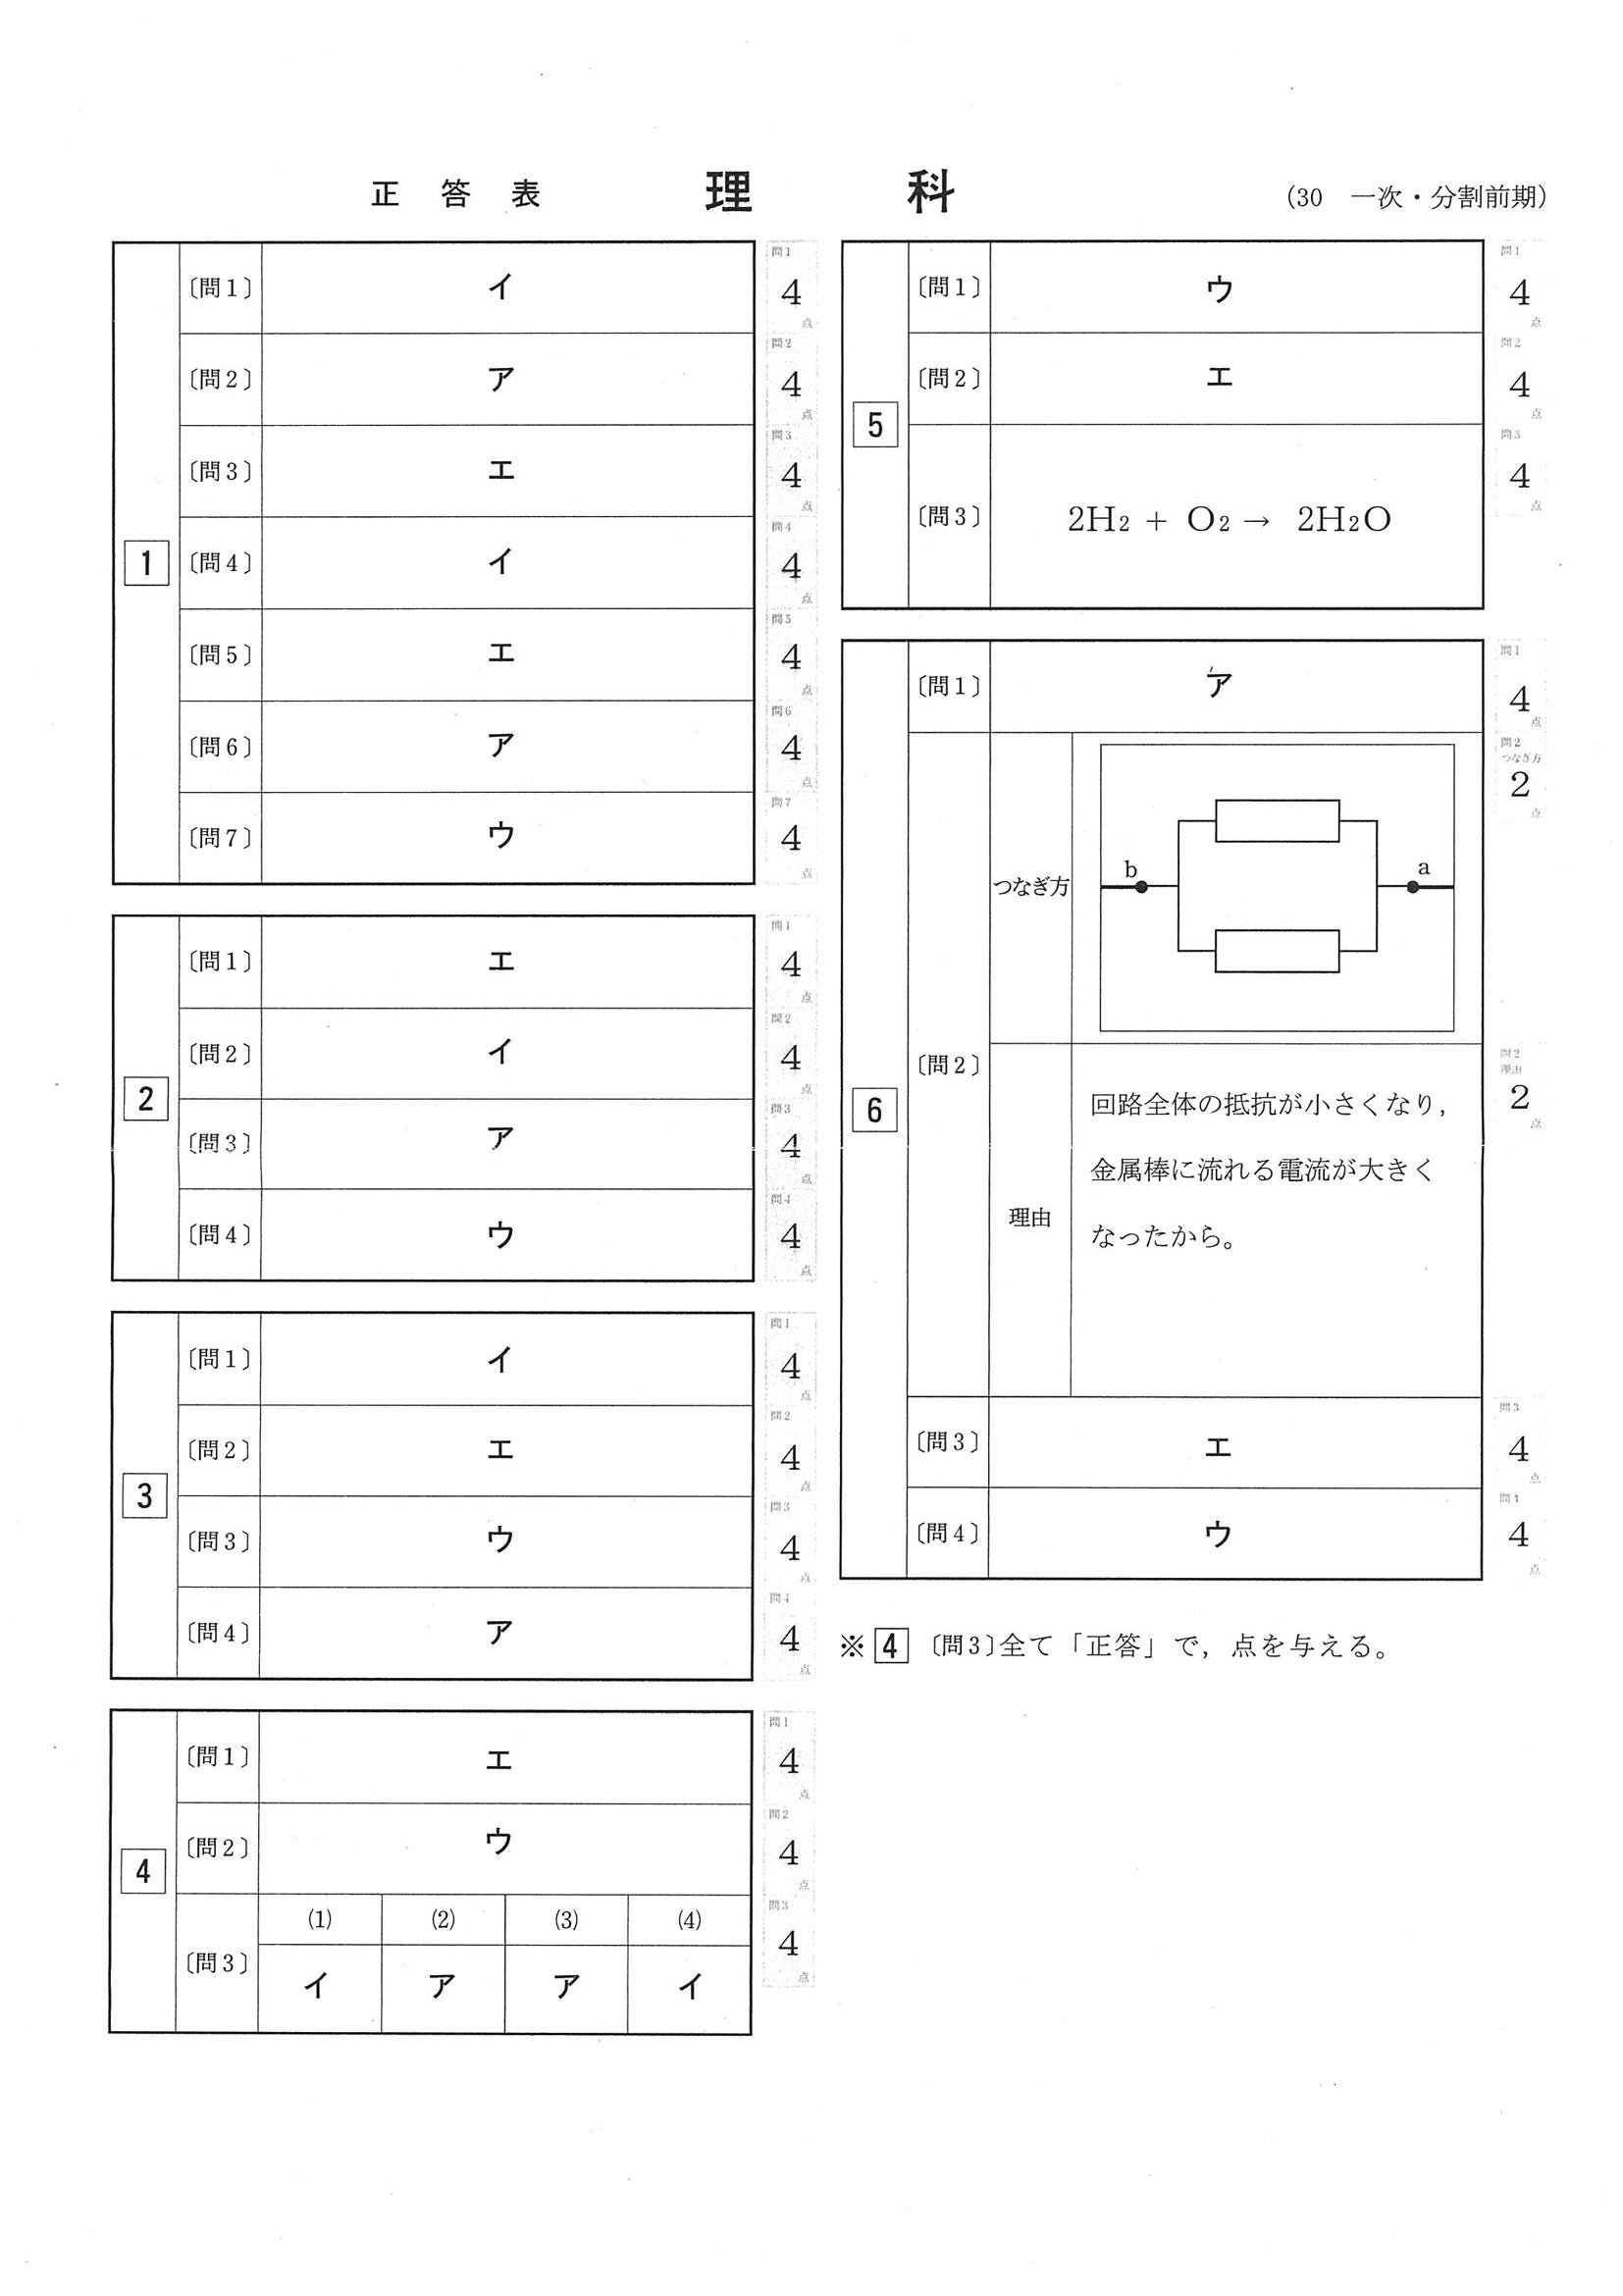 正答表 理科 (30 一次・分割前期)
1
〔問1〕 イ 問1 4 点
〔問2〕 ア 問2 4 点
〔問3〕 エ 問3 4 点
〔問4〕 イ 問4 4 点
〔問5〕 エ 問5 4 点
〔問6〕 ア 問6 4 点
〔問7〕 ウ 問7 4 点
2
〔問1〕 エ 問1 4 点
〔問2〕 イ 問2 4 点
〔問3〕 ア 問3 4 点
〔問4〕 ウ 問4 4 点
3
〔問1〕 イ 問1 4 点
〔問2〕 エ 問2 4 点
〔問3〕 ウ 問3 4 点
〔問4〕 ア 問4 4 点
4
〔問1〕 エ 問1 4 点
〔問2〕 ウ 問2 4 点
〔問3〕 (1) (2) (3) (4) 問3 4 点
イ ア ア イ
5
〔問1〕 ウ 問1 4 点
〔問2〕 エ 問2 4 点
〔問3〕 2H2 + O2 → 2H2O 問3 4 点
6
〔問1〕 ア 問1 4 点
〔問2〕
つなぎ方 b a 問2 つなぎ方 2 点
理由 問2 理由 2 点
回路全体の抵抗が小さくなり,
金属棒に流れる電流が大きく
なったから。
〔問3〕 エ 問3 4 点
〔問4〕 ウ 問4 4 点
※ 4 〔問3〕全て「正答」で,点を与える。